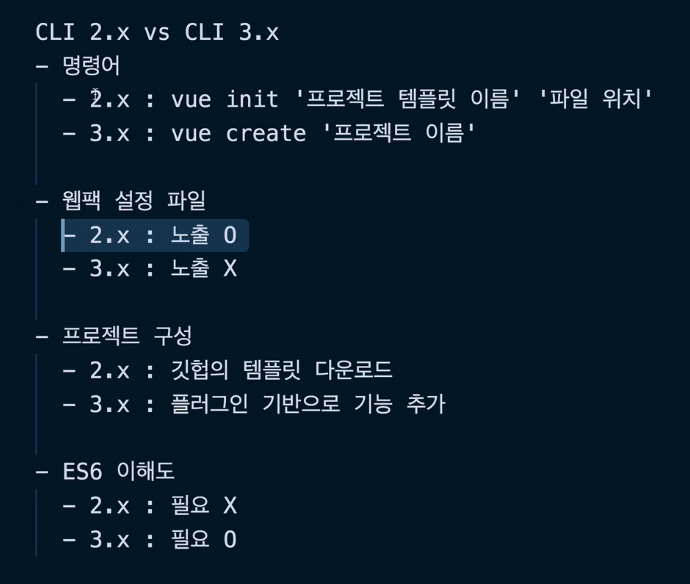 CLI 2.x vs CLI 3.x
- 명령어
- 2.x : vue init '프로젝트 템플릿 이름' '파일 위치'
- 3.x : vue create '프로젝트 이름'
- 웹팩 설정 파일
- 2.x : 노출 O
- 3.x : 노출 X
- 프로젝트 구성
- 2.x : 깃헙의 템플릿 다운로드
- 3.x : 플러그인 기반으로 기능 추가
- ES6 이해도
- 2.x : 필요 X
- 3.x : 필요 O